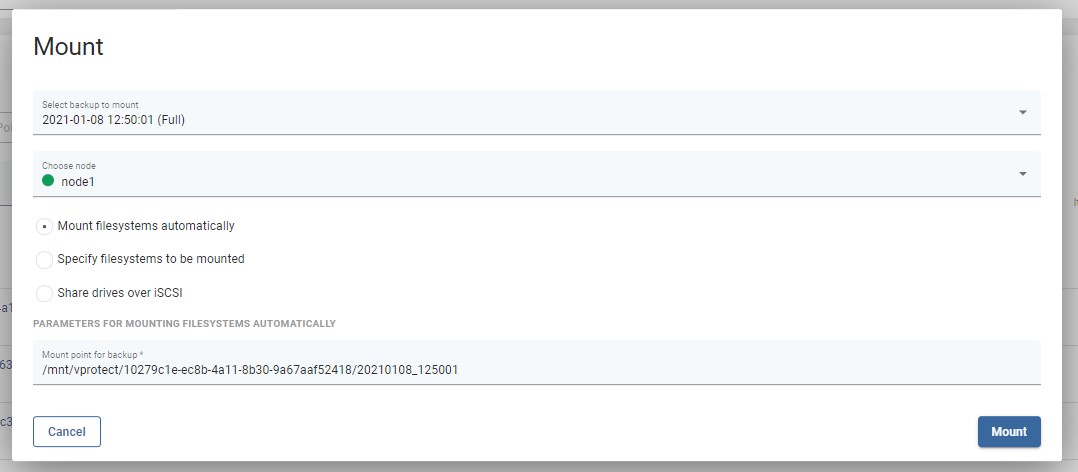 Mount
Select backup to mount
2021-01-08 12:50:01 (Full)
Choose node
node1
Mount filesystems automatically
Specify filesystems to be mounted
Share drives over iSCSI
PARAMETERS FOR MOUNTING FILESYSTEMS AUTOMATICALLY
Mount point for backup *
/mnt/vprotect/10279c1e-ec8b-4a11-8b30-9a67aaf52418/20210108_125001
Cancel
Mount